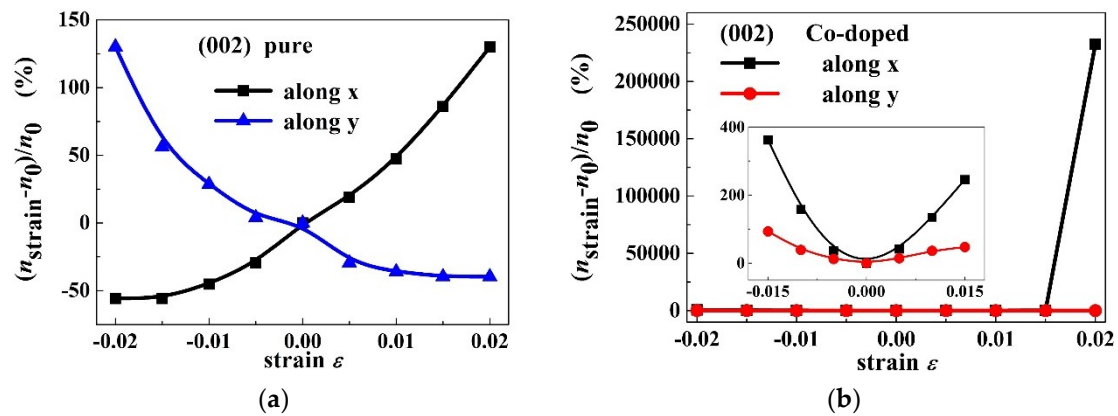 150
100
50
0
-50
(002) pure
along x
along y
(n_strain-n_0)/n_0 (%)
-0.02 -0.01 0.00 0.01 0.02
strain ε
(a)
250000
200000
150000
100000
50000
0
(002) Co-doped
along x
along y
(n_strain-n_0)/n_0 (%)
400
200
0
-0.015 0.000 0.015
-0.02 -0.01 0.00 0.01 0.02
strain ε
(b)